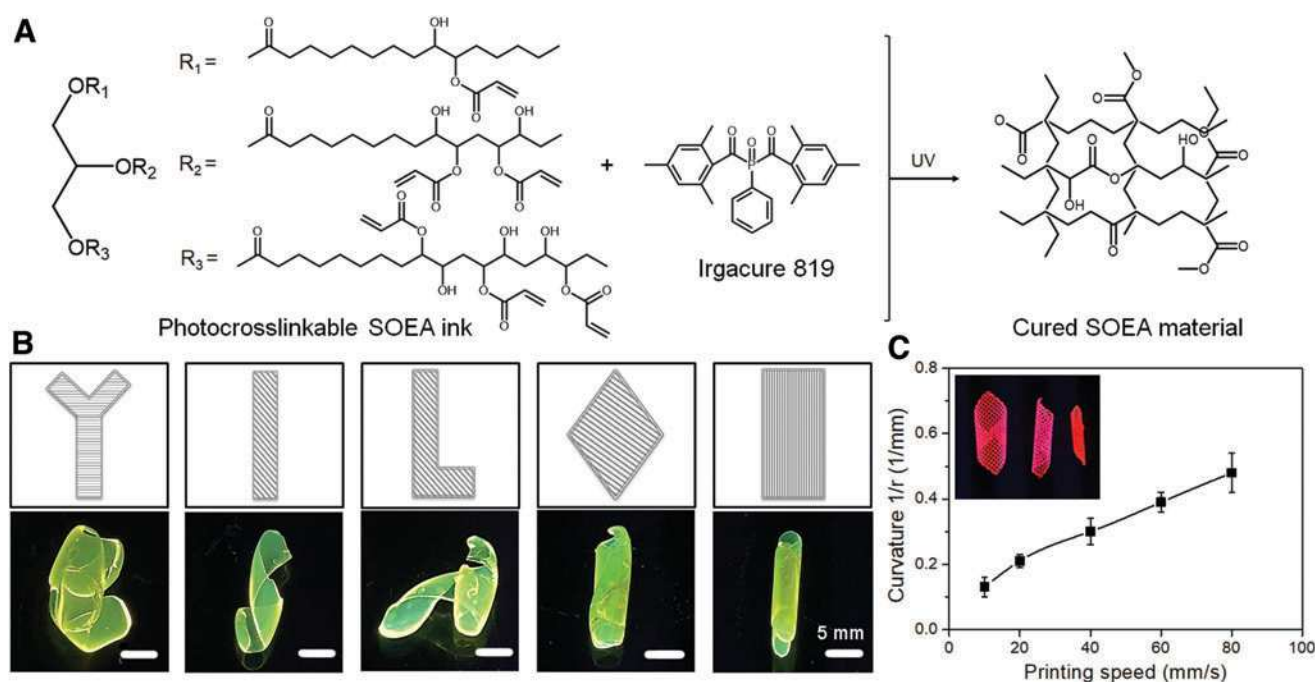 A
OR1
OR2
OR3
R1 =
OH
O
O
O
R2 =
O
OH
OH
O
O
O
O
R3 =
O
O
O
OH
OH
OH
O
O
O
O
Photocrosslinkable SOEA ink
+
O
O
O
P
Irgacure 819
UV
O
O
O
O
O
HO
O
O
O
O
OH
O
O
O
Cured SOEA material
B
5 mm
C
Curvature 1/r (1/mm)
0.8
0.6
0.4
0.2
0.0
0 20 40 60 80 100
Printing speed (mm/s)